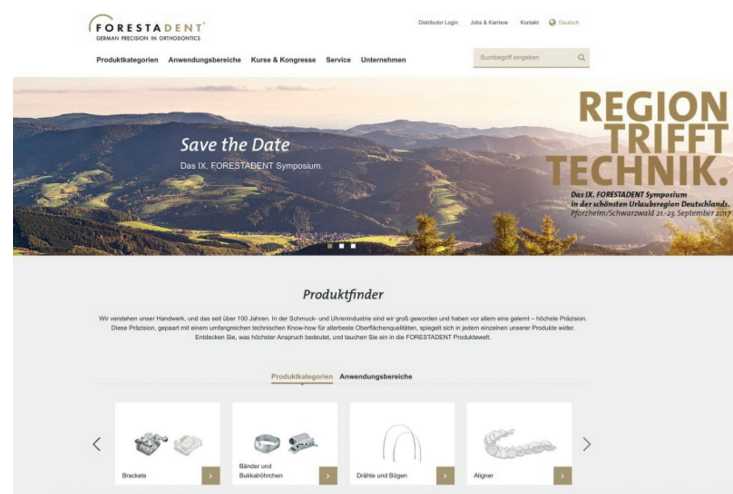 FORESTADENT
GERMAN PRECISION IN ORTHODONTICS
Distributor Login Jobs & Karriere Kontakt Deutsch
Produktkategorien Anwendungsbereiche Kurse & Kongresse Service Unternehmen
Suchbegriff eingeben
Save the Date
Das IX. FORESTADENT Symposium.
REGION
TRIFFT
TECHNIK.
Das IX. FORESTADENT Symposium
in der schönsten Urlaubsregion Deutschlands.
Pforzheim/Schwarzwald 21.-23. September 2017
Produktfinder
Wir verstehen unser Handwerk, und das seit über 100 Jahren. In der Schmuck- und Uhrenindustrie sind wir groß geworden und haben vor allem eins gelernt – höchste Präzision.
Diese Präzision, gepaart mit einem umfangreichen technischen Know-how für allerbeste Oberflächenqualitäten, spiegelt sich in jedem einzelnen unserer Produkte wider.
Entdecken Sie, was höchster Anspruch bedeutet, und tauchen Sie ein in die FORESTADENT Produktewelt.
Produktkategorien Anwendungsbereiche
Brackets
Bänder und
Bukkalröhrchen
Drähte und Bögen
Aligner